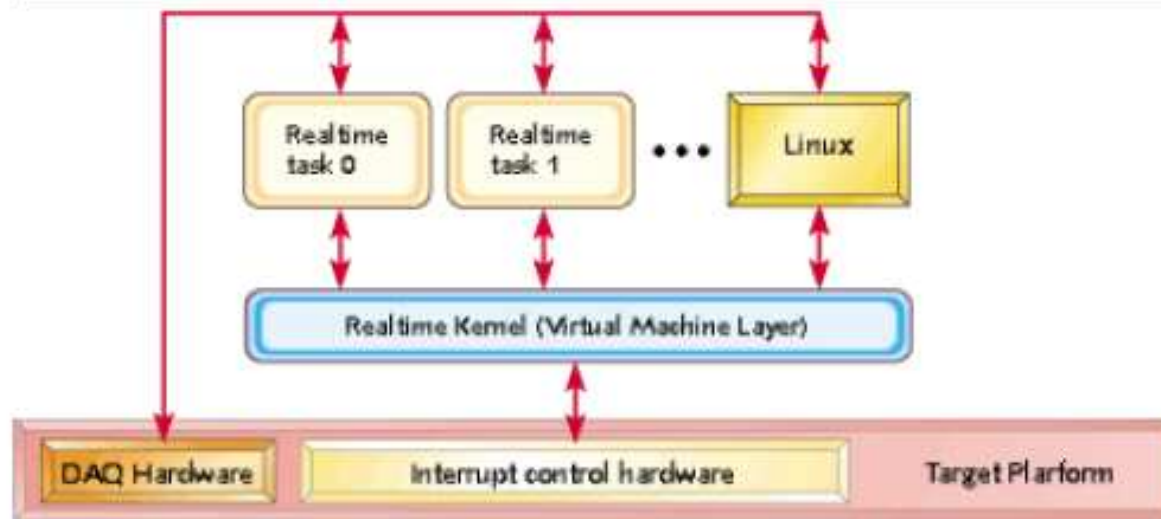 Realtime
task 0
Realtime
task 1
Linux
Realtime Kernel (Virtual Machine Layer)
DAQ Hardware
Interrupt control hardware
Target Plarform